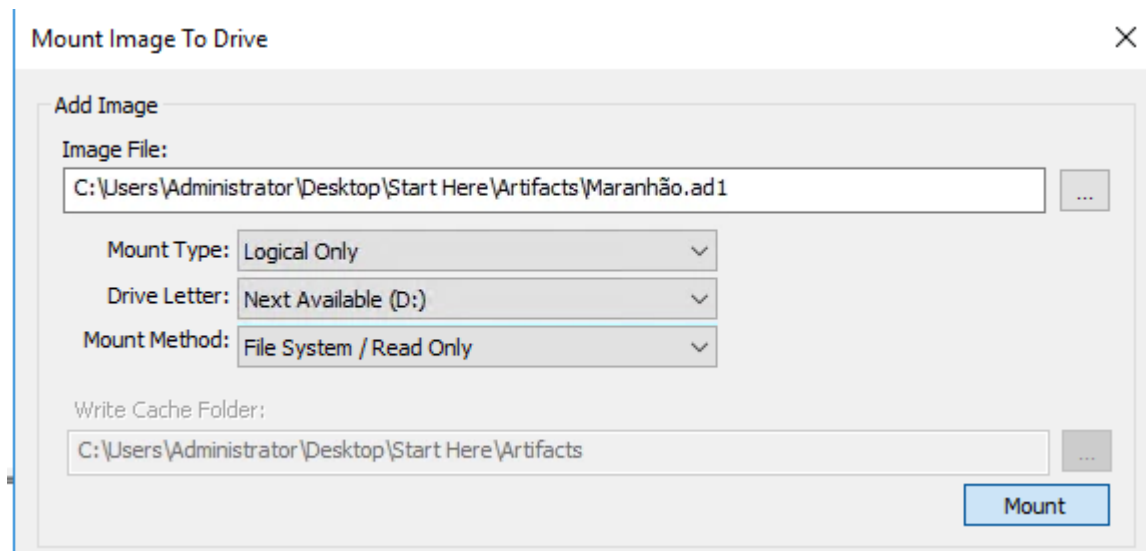 Mount Image To Drive
Add Image
Image File:
C:\Users\Administrator\Desktop\Start Here\Artifacts\Maranhão.ad1
...
Mount Type: Logical Only
Drive Letter: Next Available (D:)
Mount Method: File System / Read Only
Write Cache Folder:
C:\Users\Administrator\Desktop\Start Here\Artifacts
...
Mount